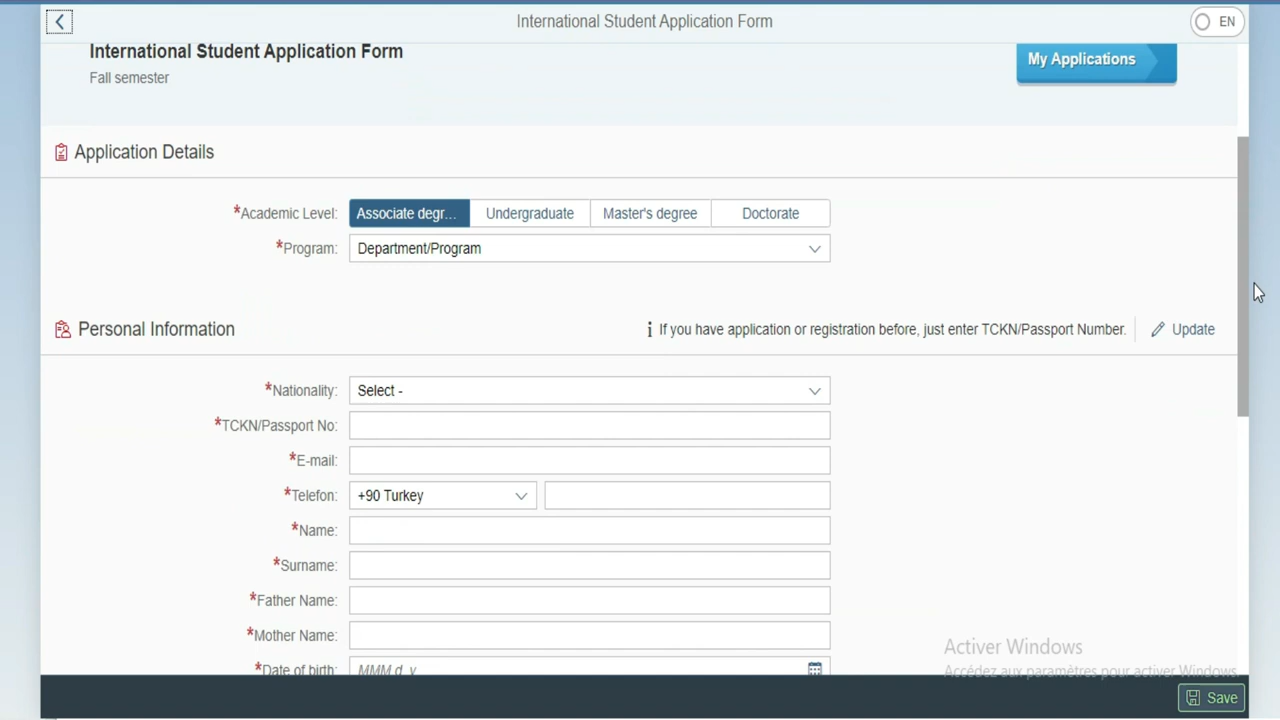 International Student Application Form
EN
International Student Application Form
Fall semester
My Applications
Application Details
*Academic Level:
Associate degr...
Undergraduate
Master's degree
Doctorate
*Program:
Department/Program
Personal Information
If you have application or registration before, just enter TCKN/Passport Number.
Update
*Nationality:
Select -
*TCKN/Passport No:
*E-mail:
*Telefon:
+90 Turkey
*Name:
*Surname:
*Father Name:
*Mother Name:
*Date of birth:
MMM d, y
Activer Windows
Accédez aux paramètres pour activer Windows.
Save